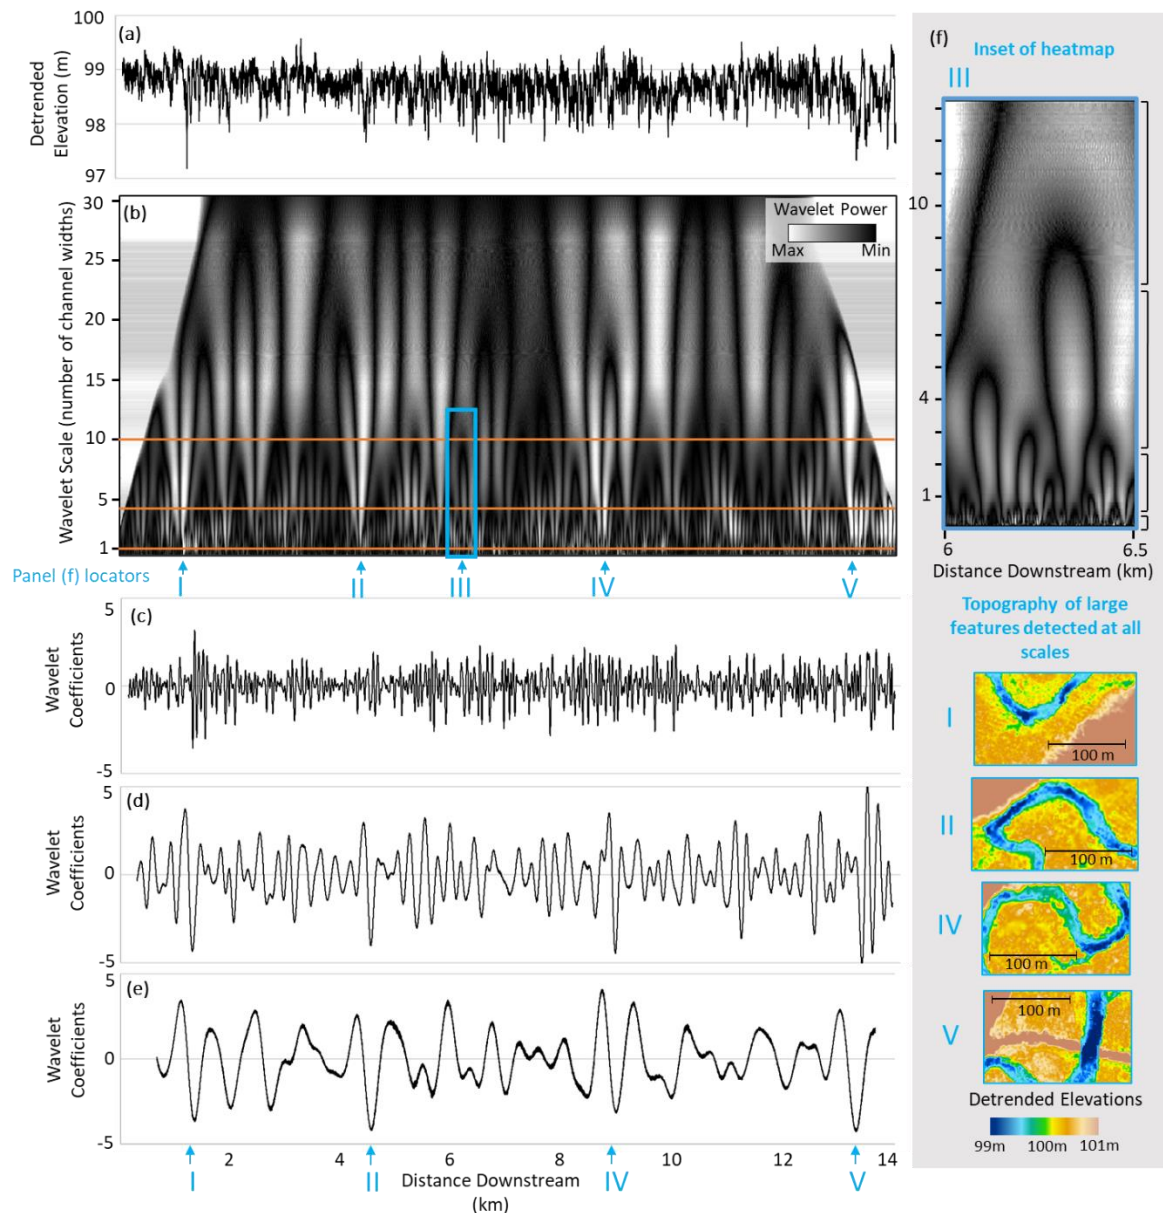 (a)
100
99
98
97
Detrended
Elevation (m)
(b)
30
25
20
15
10
5
1
Wavelet Scale (number of channel widths)
Wavelet Power
Max Min
Panel (f) locators
I II III IV V
(c)
5
0
-5
Wavelet
Coefficients
(d)
5
0
-5
Wavelet
Coefficients
(e)
5
0
-5
Wavelet
Coefficients
2 4 6 8 10 12 14
I II IV V
Distance Downstream
(km)
(f)
Inset of heatmap
III
10
4
1
6 6.5
Distance Downstream (km)
Topography of large
features detected at all
scales
I
100 m
II
100 m
IV
100 m
V
100 m
Detrended Elevations
99m 100m 101m